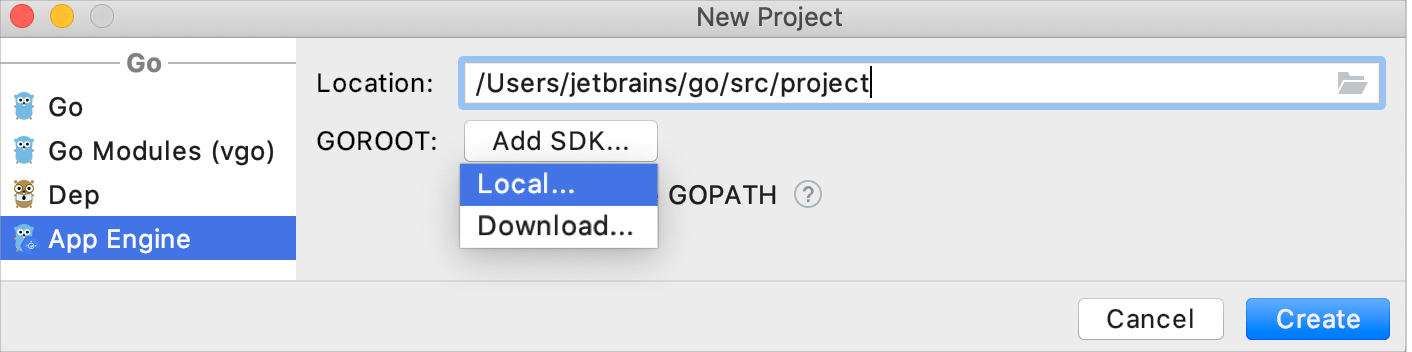 New Project
Go
Go
Go Modules (vgo)
Dep
App Engine
Location: /Users/jetbrains/go/src/project
GOROOT: Add SDK...
Local...
Download...
GOPATH ?
Cancel
Create